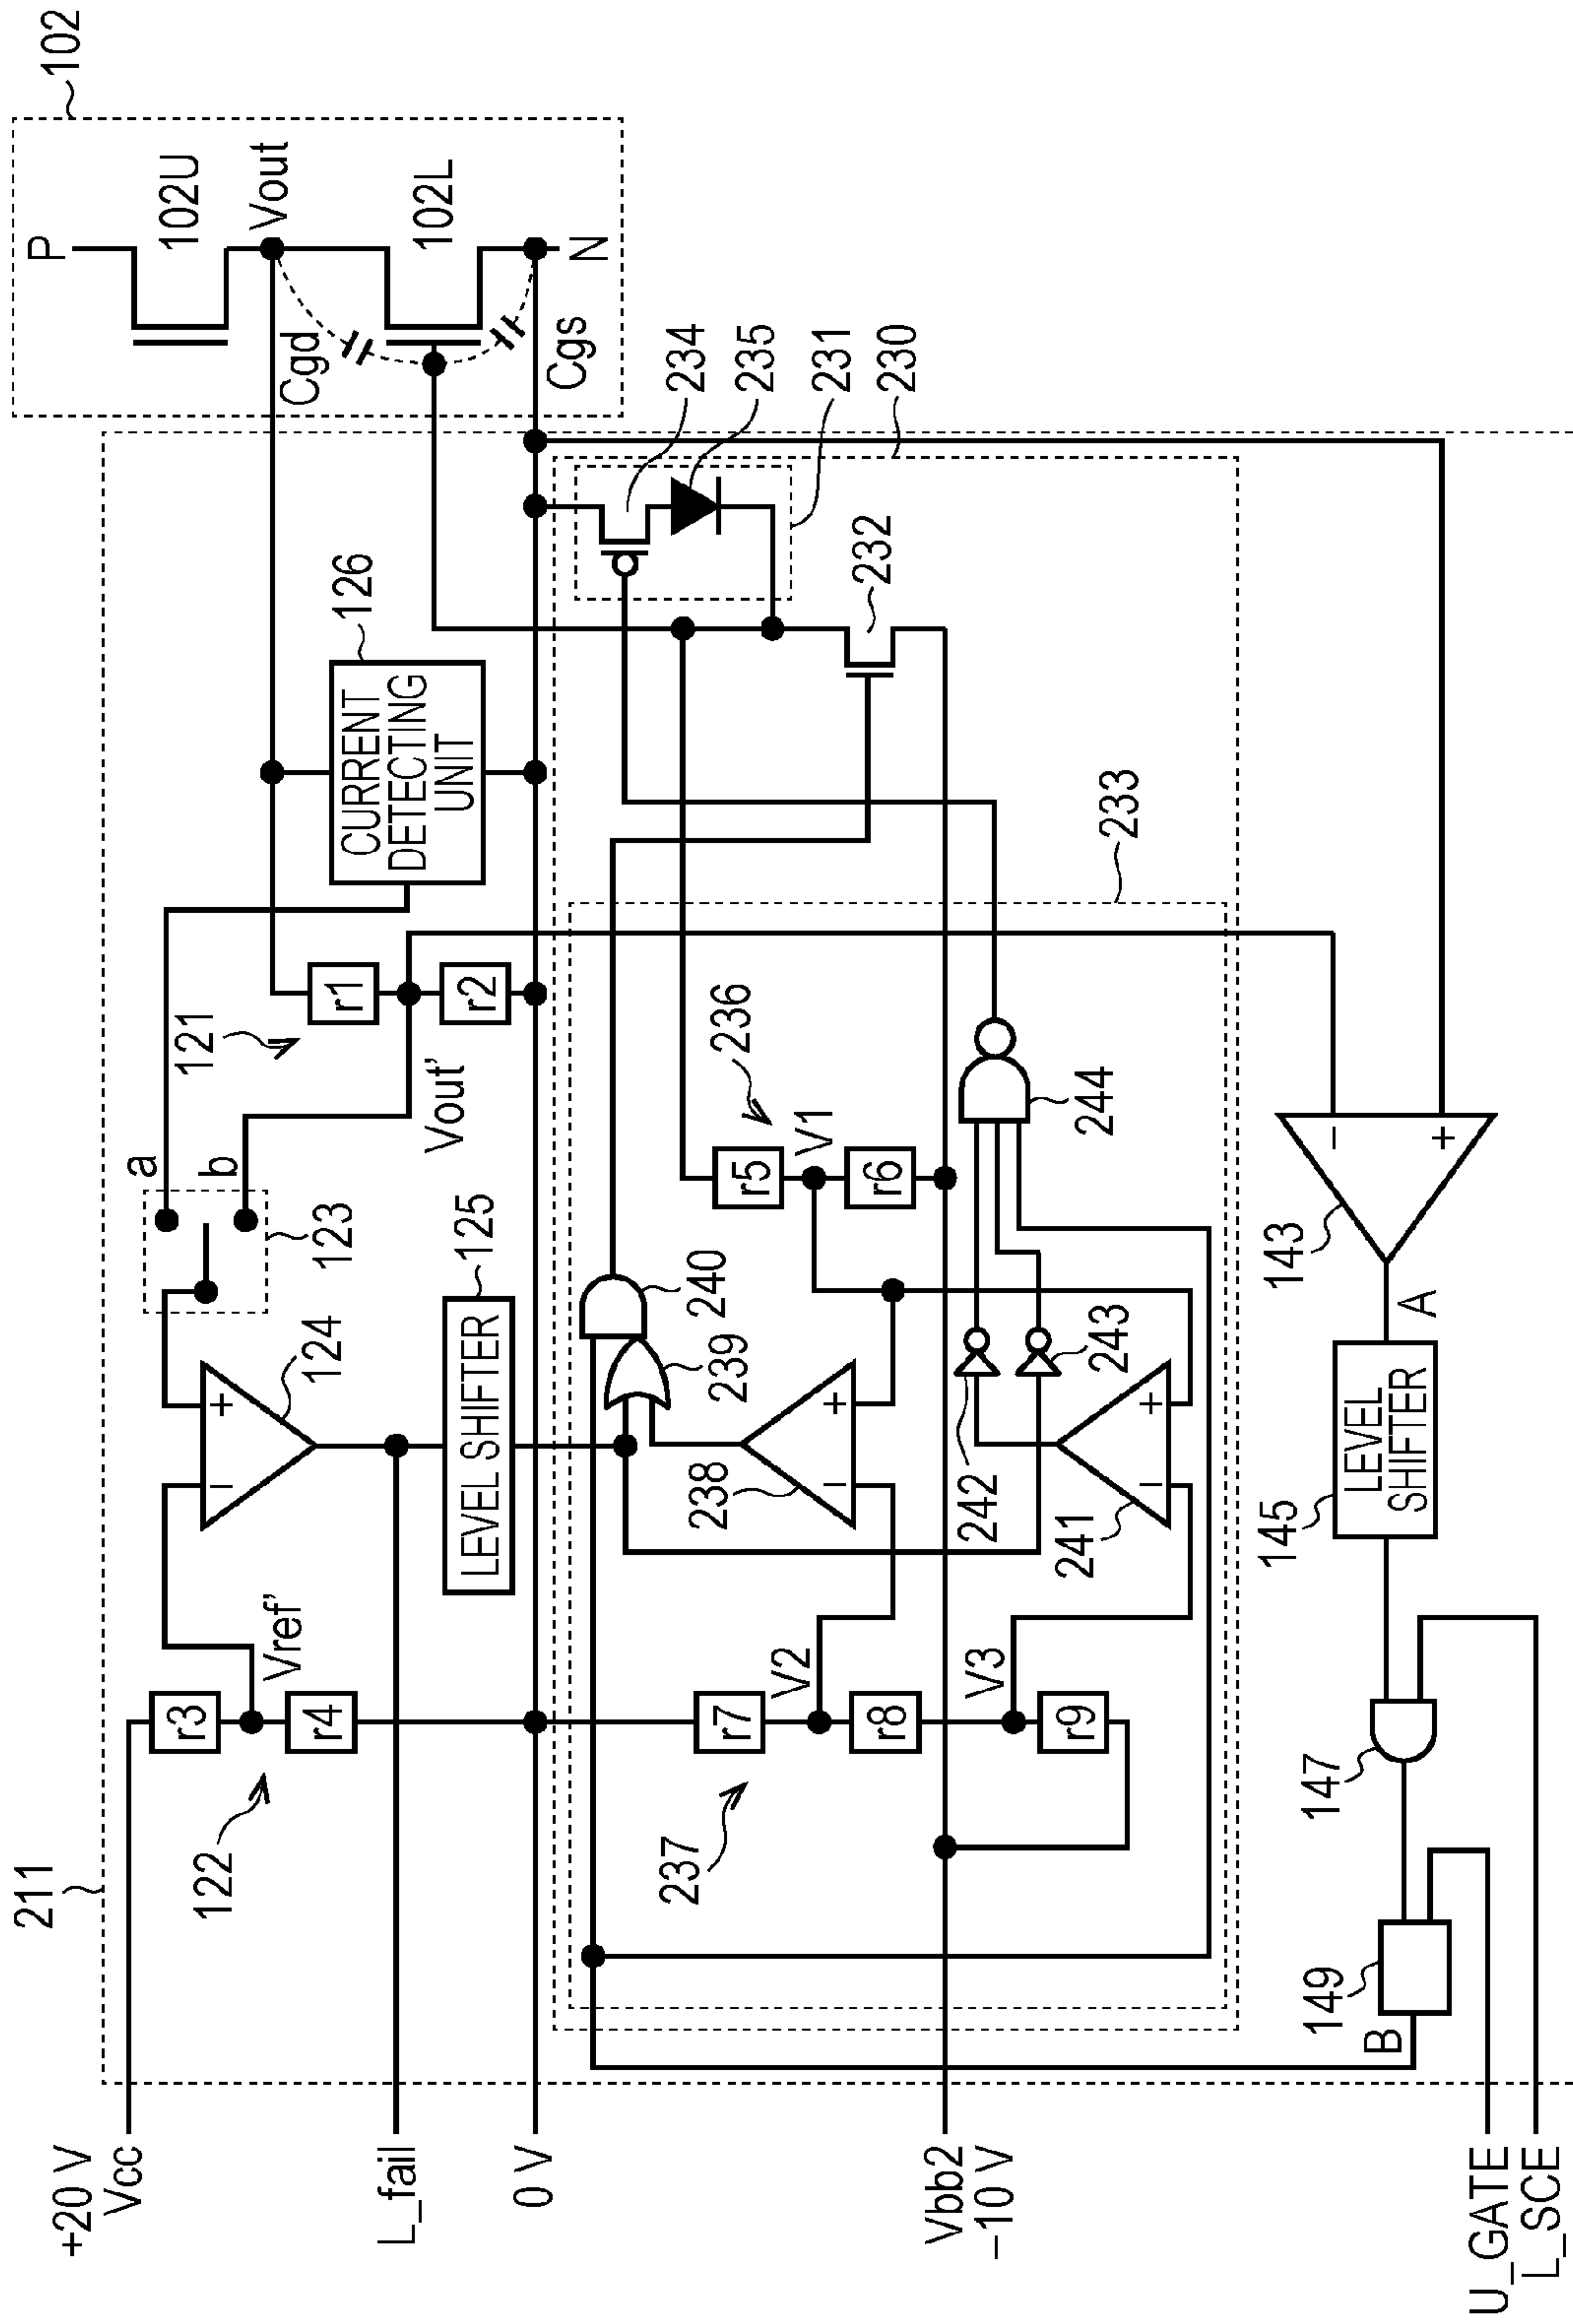 211
+20 V
Vcc
L_fail
0 V
Vbb2
−10 V
U_GATE
L_SCE
122
r3
Vref'
r4
124
+
−
123
a
b
LEVEL SHIFTER
125
121
r1
r2
Vout'
CURRENT
DETECTING
UNIT
126
102
P
102U
Vout
102L
N
Cgd
Cgs
234
235
231
230
232
233
237
r7
V2
r8
V3
r9
238
−
+
239
240
236
r5
V1
r6
241
−
+
242
243
244
143
−
+
A
LEVEL
SHIFTER
145
147
149
B